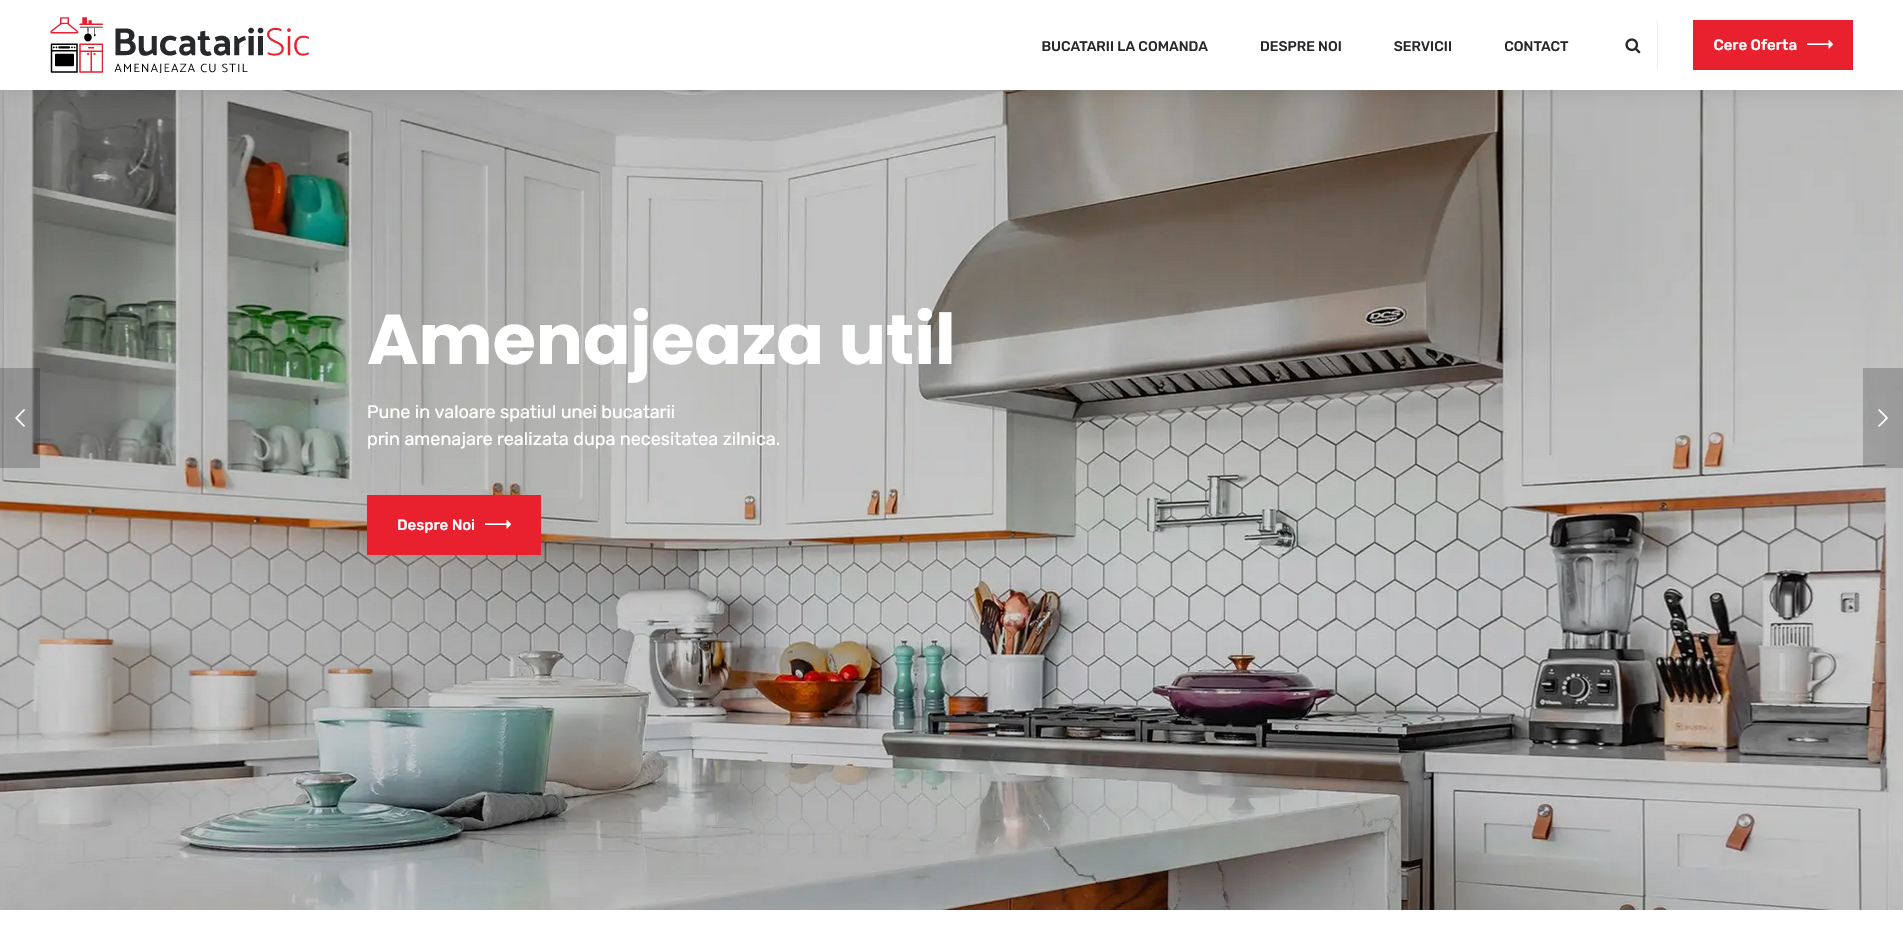 BucatariiSic
AMENAJEAZA CU STIL
BUCATARII LA COMANDA
DESPRE NOI
SERVICII
CONTACT
Cere Oferta
Amenajeaza util
DCS
Pune in valoare spatiul unei bucatarii
prin amenajare realizata dupa necesitatea zilnica.
Despre Noi